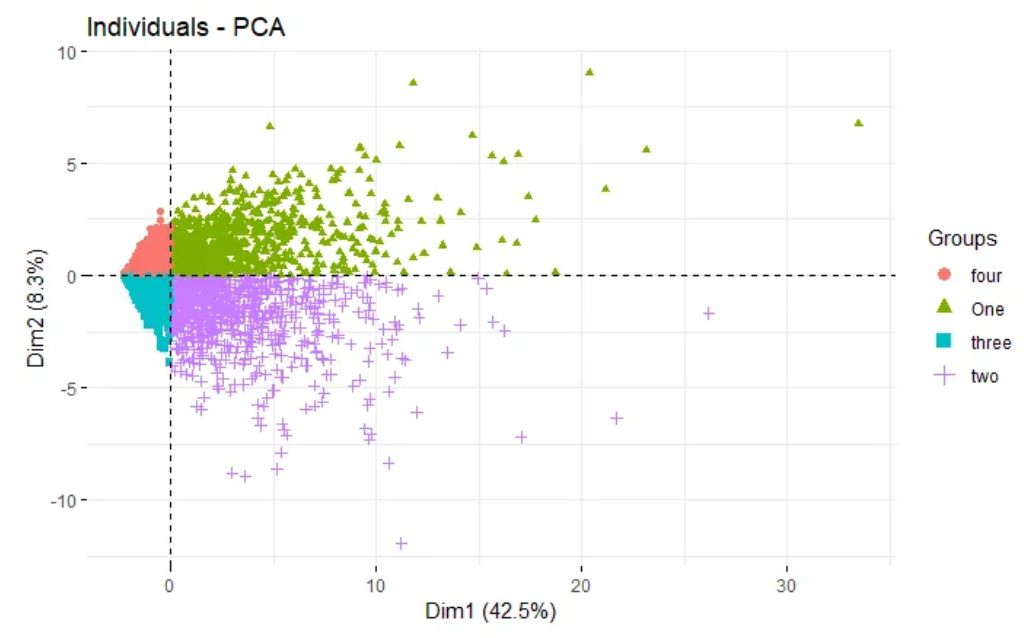 Individuals - PCA
10
5
0
-5
-10
Dim2 (8.3%)
0 10 20 30
Dim1 (42.5%)
Groups
four
One
three
two